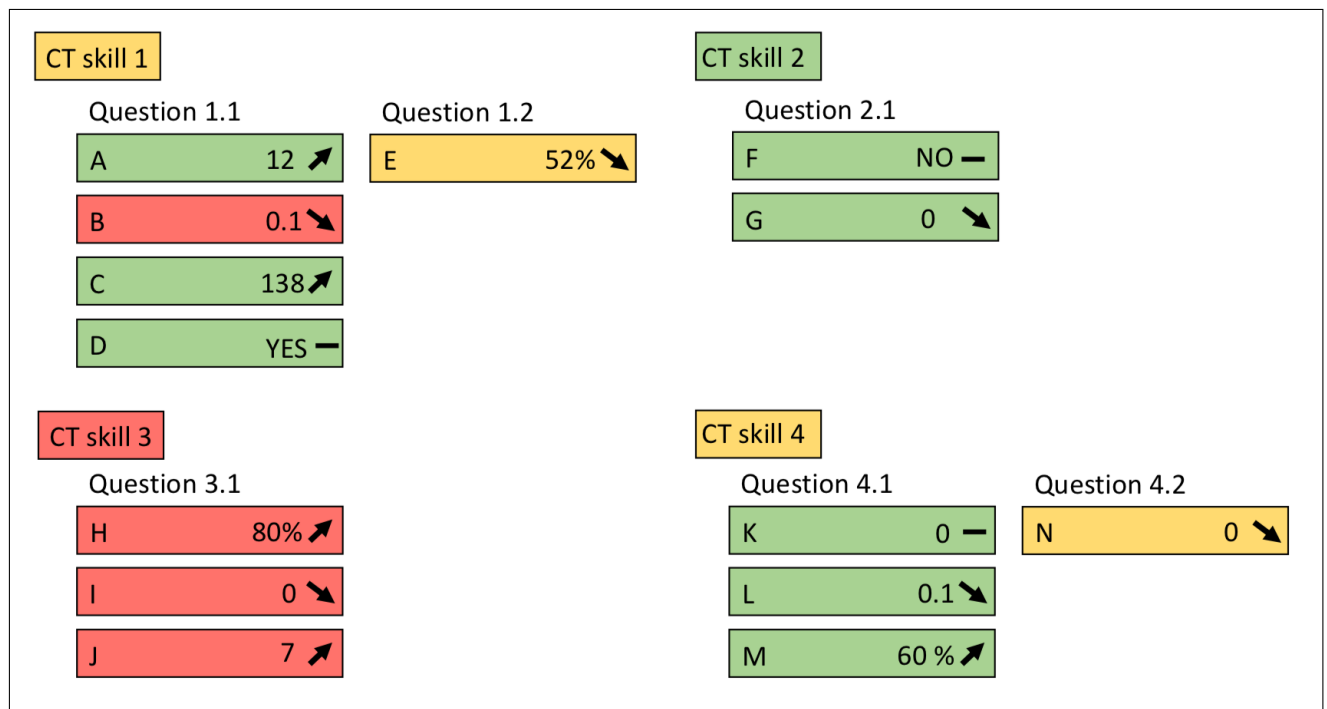 CT skill 1
Question 1.1
A 12
B 0.1
C 138
D YES
Question 1.2
E 52%
CT skill 2
Question 2.1
F NO
G 0
CT skill 3
Question 3.1
H 80%
I 0
J 7
CT skill 4
Question 4.1
K 0
L 0.1
M 60 %
Question 4.2
N 0